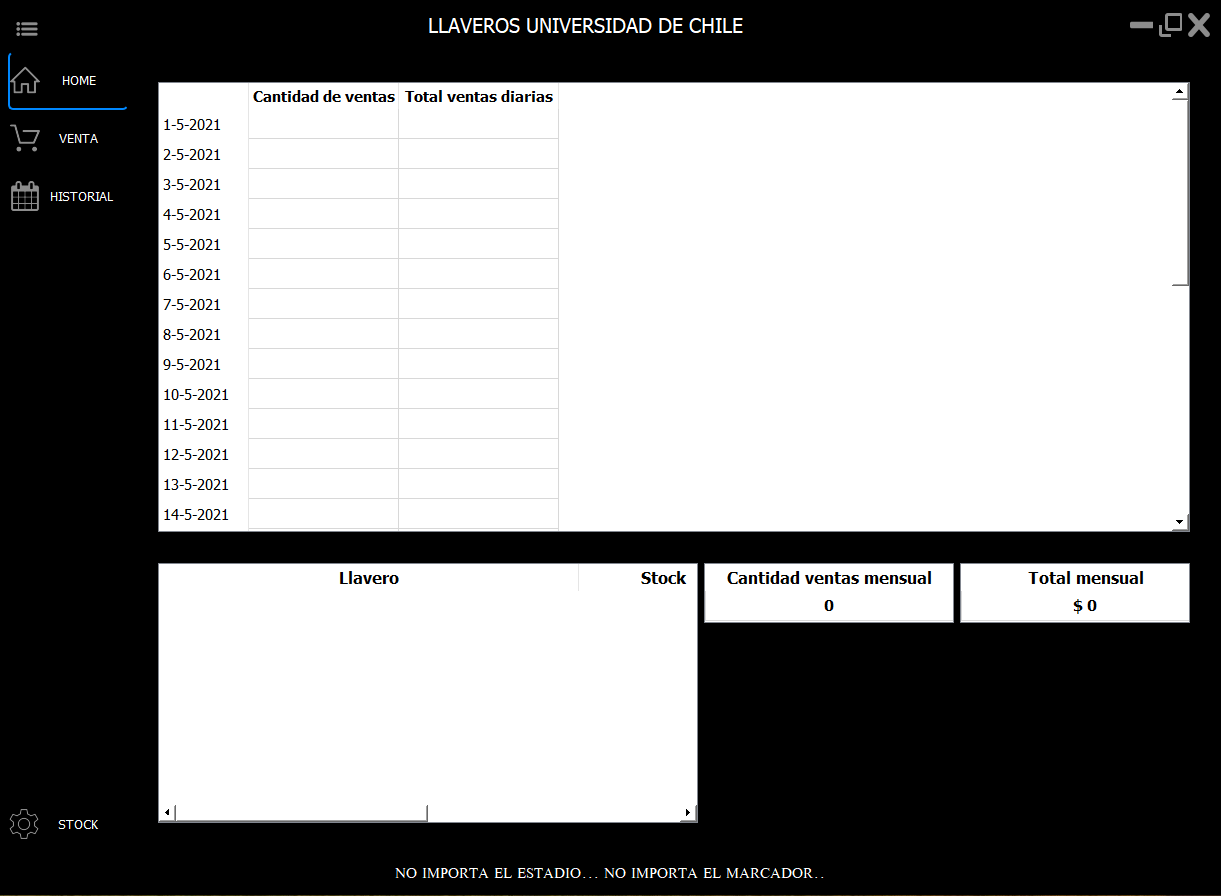 LLAVEROS UNIVERSIDAD DE CHILE
HOME
VENTA
HISTORIAL
Cantidad de ventas Total ventas diarias
1-5-2021
2-5-2021
3-5-2021
4-5-2021
5-5-2021
6-5-2021
7-5-2021
8-5-2021
9-5-2021
10-5-2021
11-5-2021
12-5-2021
13-5-2021
14-5-2021
Llavero Stock
Cantidad ventas mensual
0
Total mensual
$ 0
STOCK
NO IMPORTA EL ESTADIO... NO IMPORTA EL MARCADOR..